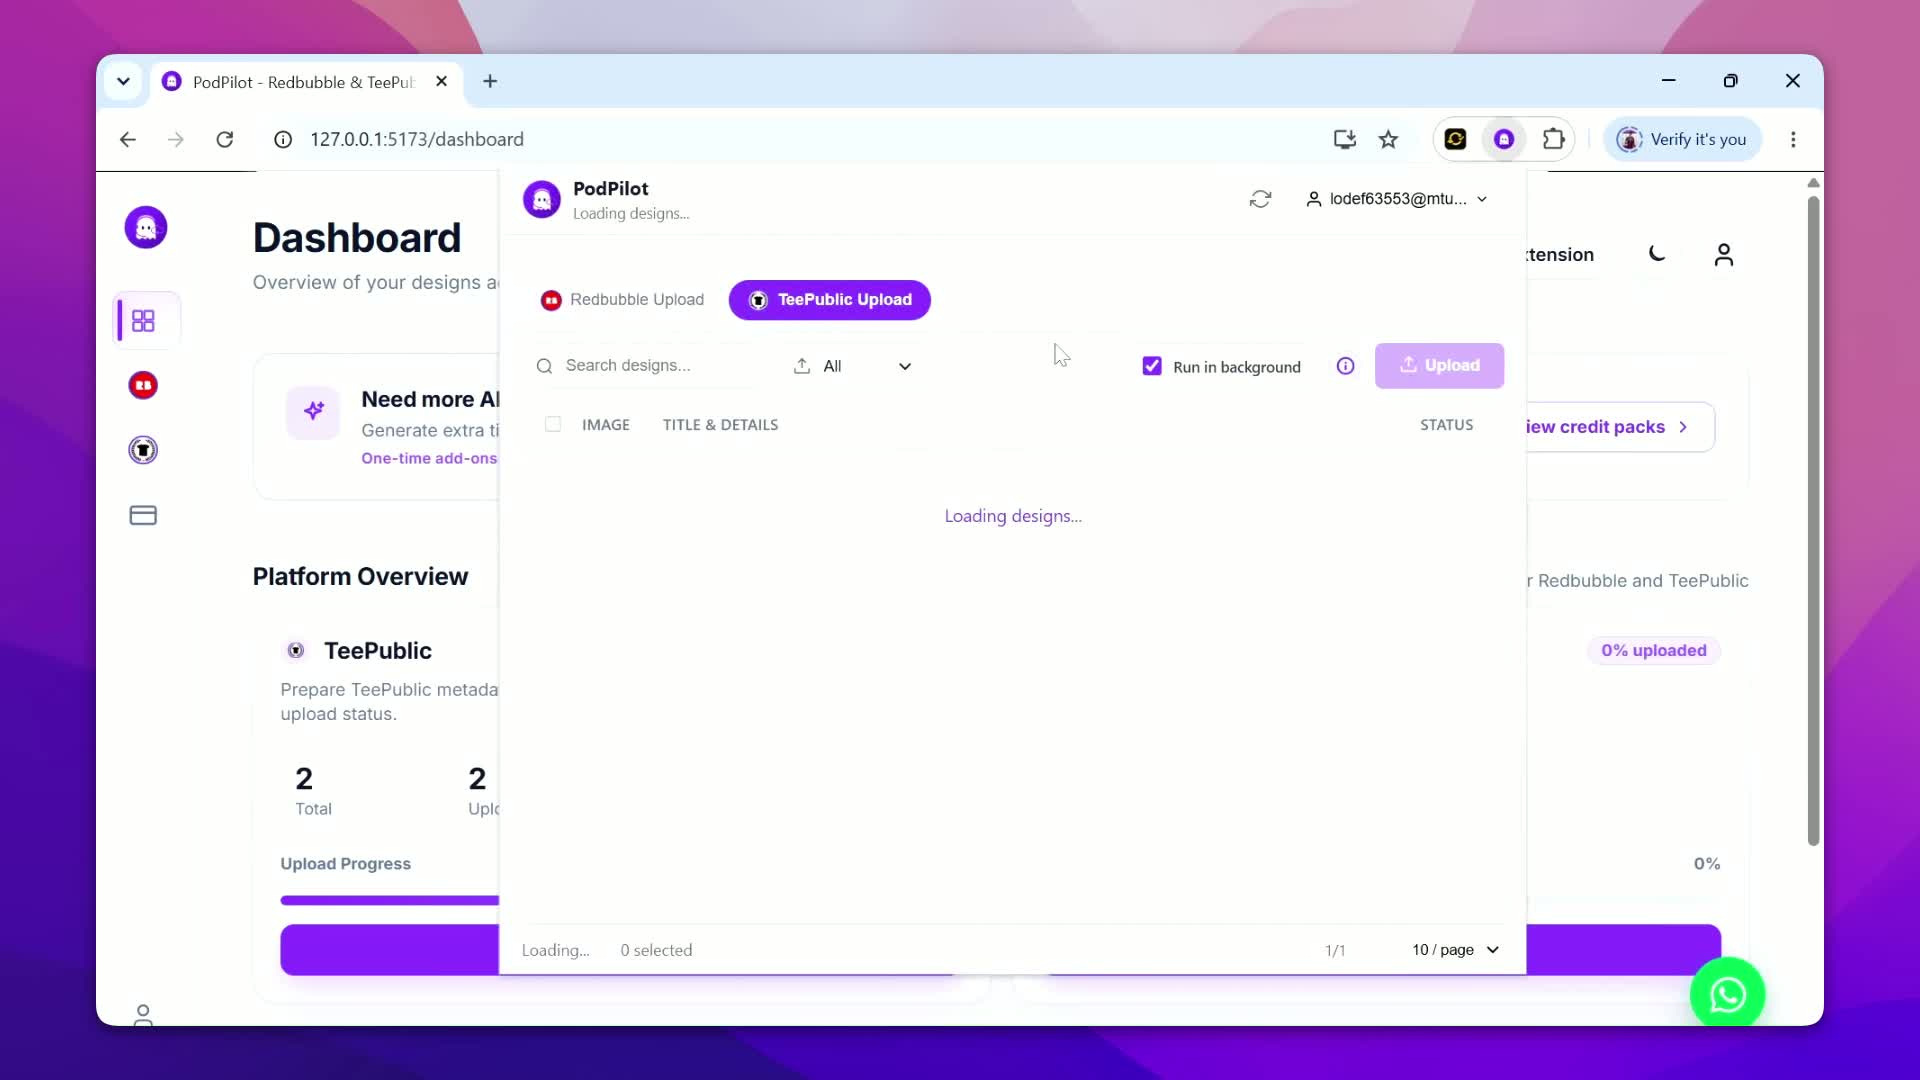 PodPilot - Redbubble & TeePub
127.0.0.1:5173/dashboard
Verify it's you
PodPilot
Loading designs...
lodef63553@mtu...
Dashboard
Overview of your designs a
xtension
RB Redbubble Upload
TeePublic Upload
Search designs...
All
Run in background
Upload
Need more AI
Generate extra ti
One-time add-ons
IMAGE
TITLE & DETAILS
STATUS
iew credit packs
RB
Loading designs...
Platform Overview
r Redbubble and TeePublic
TeePublic
0% uploaded
Prepare TeePublic metada
upload status.
2
2
Total
Uplo
Upload Progress
0%
Loading...
0 selected
1/1
10 / page